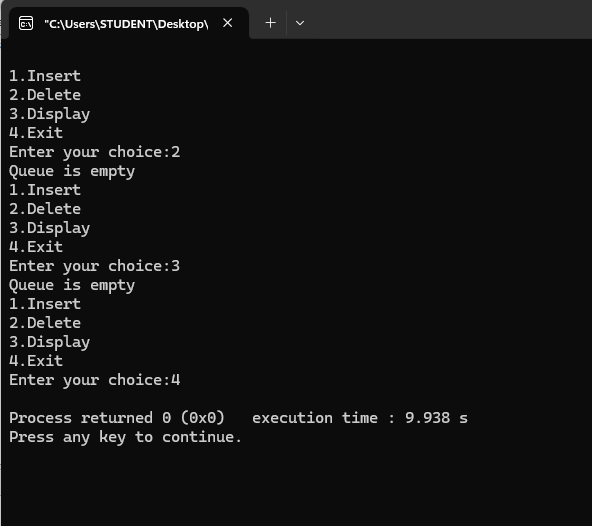 "C:\Users\STUDENT\Desktop\
1.Insert
2.Delete
3.Display
4.Exit
Enter your choice:2
Queue is empty
1.Insert
2.Delete
3.Display
4.Exit
Enter your choice:3
Queue is empty
1.Insert
2.Delete
3.Display
4.Exit
Enter your choice:4
Process returned 0 (0x0)   execution time : 9.938 s
Press any key to continue.